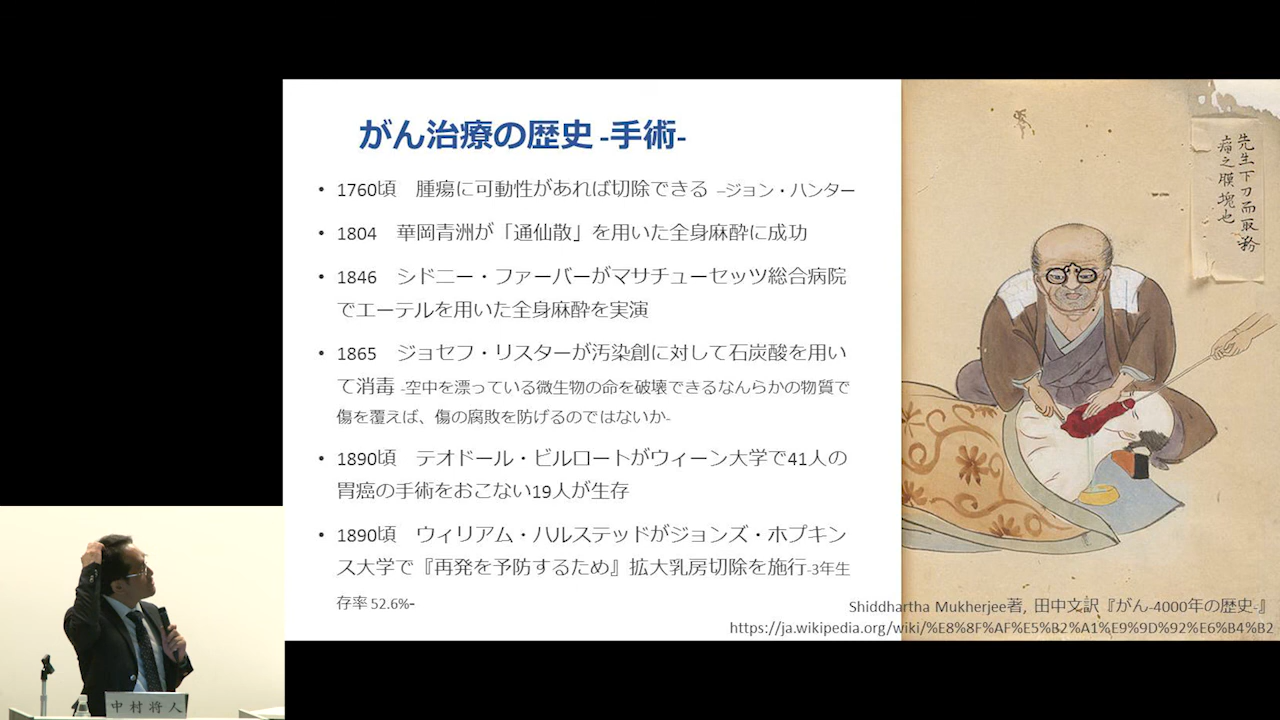 がん治療の歴史 -手術-
• 1760頃　腫瘍に可動性があれば切除できる –ジョン・ハンター
• 1804　華岡青洲が「通仙散」を用いた全身麻酔に成功
• 1846　シドニー・ファーバーがマサチューセッツ総合病院
でエーテルを用いた全身麻酔を実演
• 1865　ジョセフ・リスターが汚染創に対して石炭酸を用い
て消毒 -空中を漂っている微生物の命を破壊できるなんらかの物質で
傷を覆えば、傷の腐敗を防げるのではないか-
• 1890頃　テオドール・ビルロートがウィーン大学で41人の
胃癌の手術をおこない19人が生存
• 1890頃　ウィリアム・ハルステッドがジョンズ・ホプキン
ス大学で『再発を予防するため』拡大乳房切除を施行-3年生
存率 52.6%-
先生下刀而取
瘤之膜塊也
Shiddhartha Mukherjee著, 田中文訳『がん-4000年の歴史-』
https://ja.wikipedia.org/wiki/%E8%8F%AF%E5%B2%A1%E9%9D%92%E6%B4%B2
中村将人